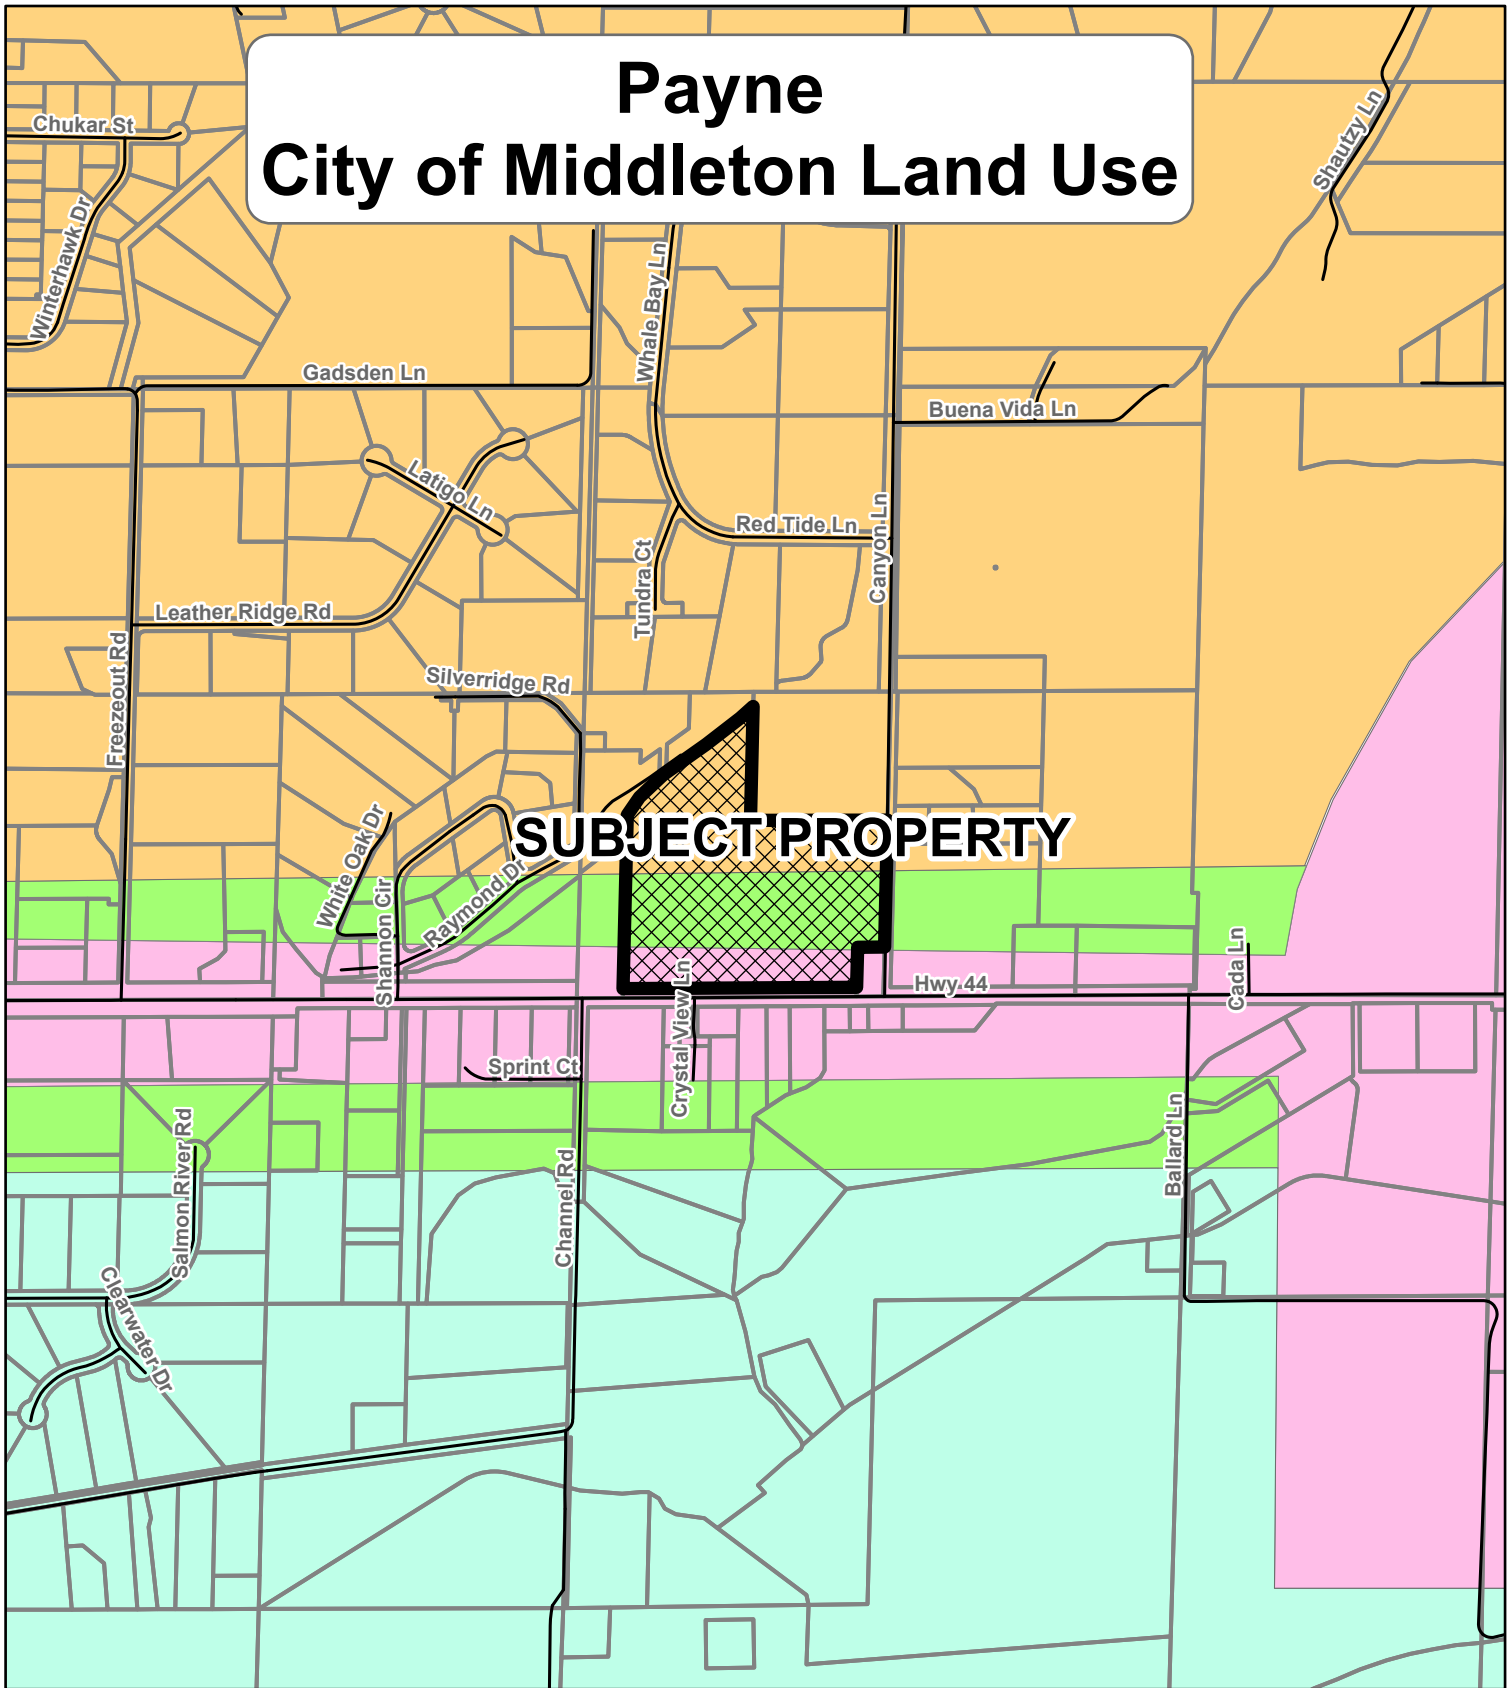 Payne
City of Middleton Land Use
Chukar St
Shautzy Ln
Winterhawk Dr
Whale Bay Ln
Gadsden Ln
Buena Vida Ln
Latigo Ln
Red Tide Ln
Canyon Ln
Tundra Ct
Leather Ridge Rd
Freezeout Rd
Silverridge Rd
SUBJECT PROPERTY
White Oak Dr
Raymond Dr
Shannon Cir
Cada Ln
Hwy 44
Crystal View Ln
Sprint Ct
Salmon River Rd
Ballard Ln
Channel Rd
Clearwater Dr